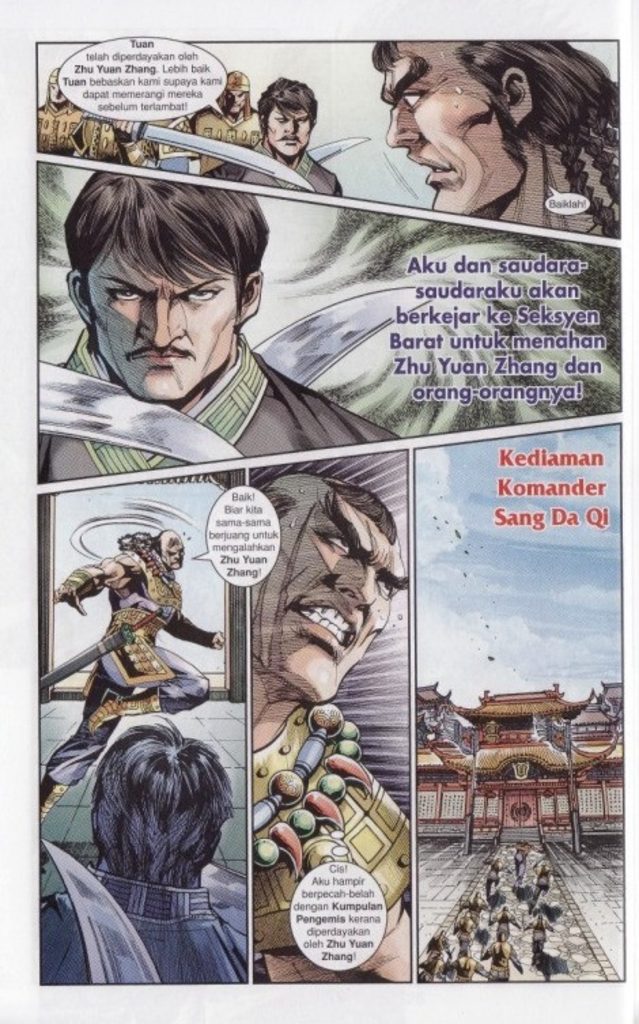 Tuan
telah diperdayakan oleh
Zhu Yuan Zhang. Lebih baik
Tuan bebaskan kami supaya kami
dapat memerangi mereka
sebelum terlambat!
Baiklah!
Aku dan saudara-
saudaraku akan
berkejar ke Seksyen
Barat untuk menahan
Zhu Yuan Zhang dan
orang-orangnya!
Baik!
Biar kita
sama-sama
berjuang untuk
mengalahkan
Zhu Yuan
Zhang!
Cis!
Aku hampir
berpecah-belah
dengan Kumpulan
Pengemis kerana
diperdayakan
oleh Zhu Yuan
Zhang!
Kediaman
Komander
Sang Da Qi